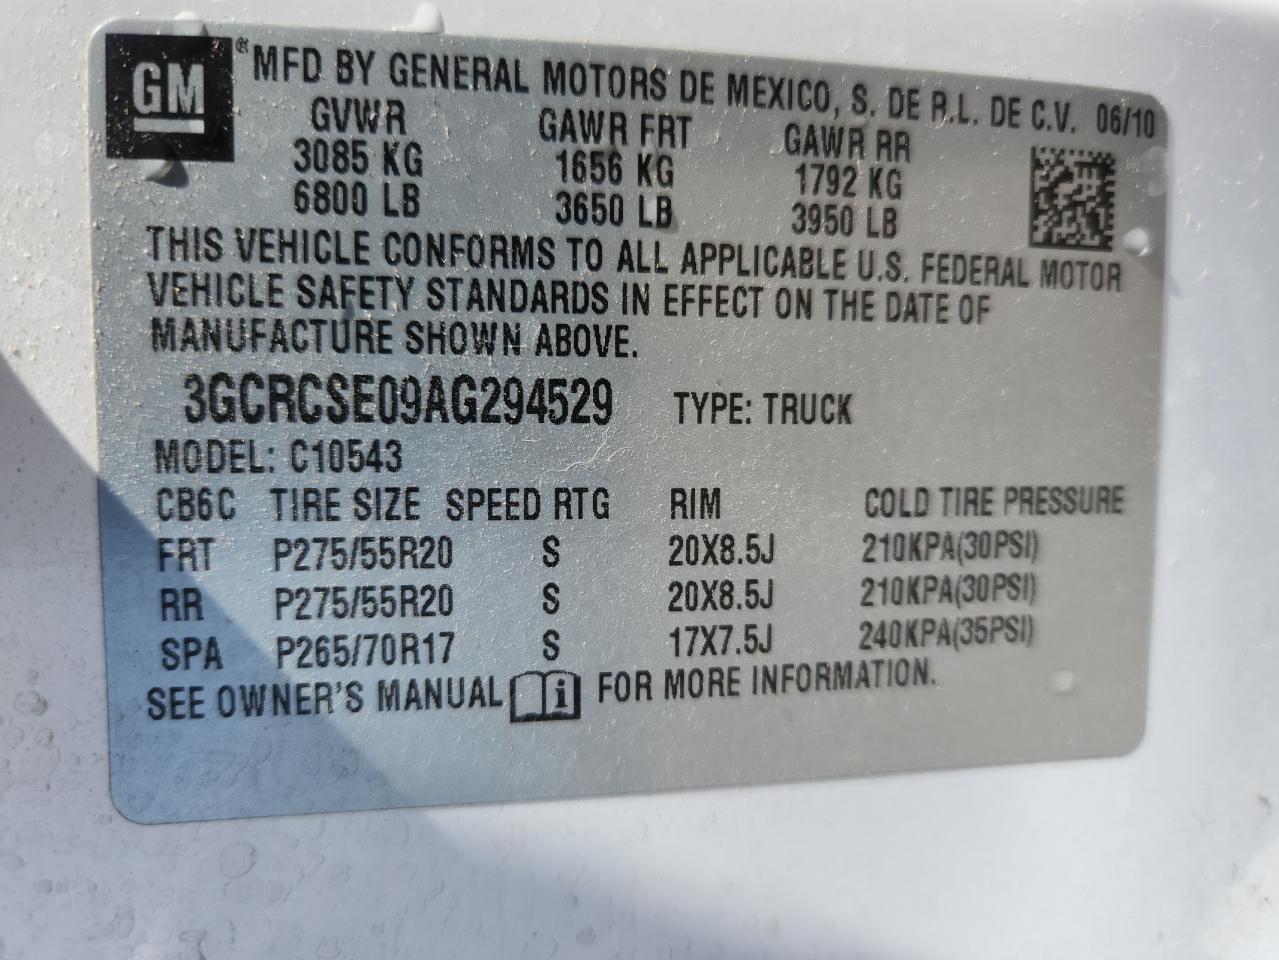 GM ® MFD BY GENERAL MOTORS DE MEXICO, S. DE R.L. DE C.V. 06/10
GVWR GAWR FRT GAWR RR
3085 KG 1656 KG 1792 KG
6800 LB 3650 LB 3950 LB
THIS VEHICLE CONFORMS TO ALL APPLICABLE U.S. FEDERAL MOTOR
VEHICLE SAFETY STANDARDS IN EFFECT ON THE DATE OF
MANUFACTURE SHOWN ABOVE.
3GCRCSE09AG294529 TYPE: TRUCK
MODEL: C10543
CB6C TIRE SIZE SPEED RTG RIM COLD TIRE PRESSURE
FRT P275/55R20 S 20X8.5J 210KPA(30PSI)
RR P275/55R20 S 20X8.5J 210KPA(30PSI)
SPA P265/70R17 S 17X7.5J 240KPA(35PSI)
SEE OWNER'S MANUAL i FOR MORE INFORMATION.